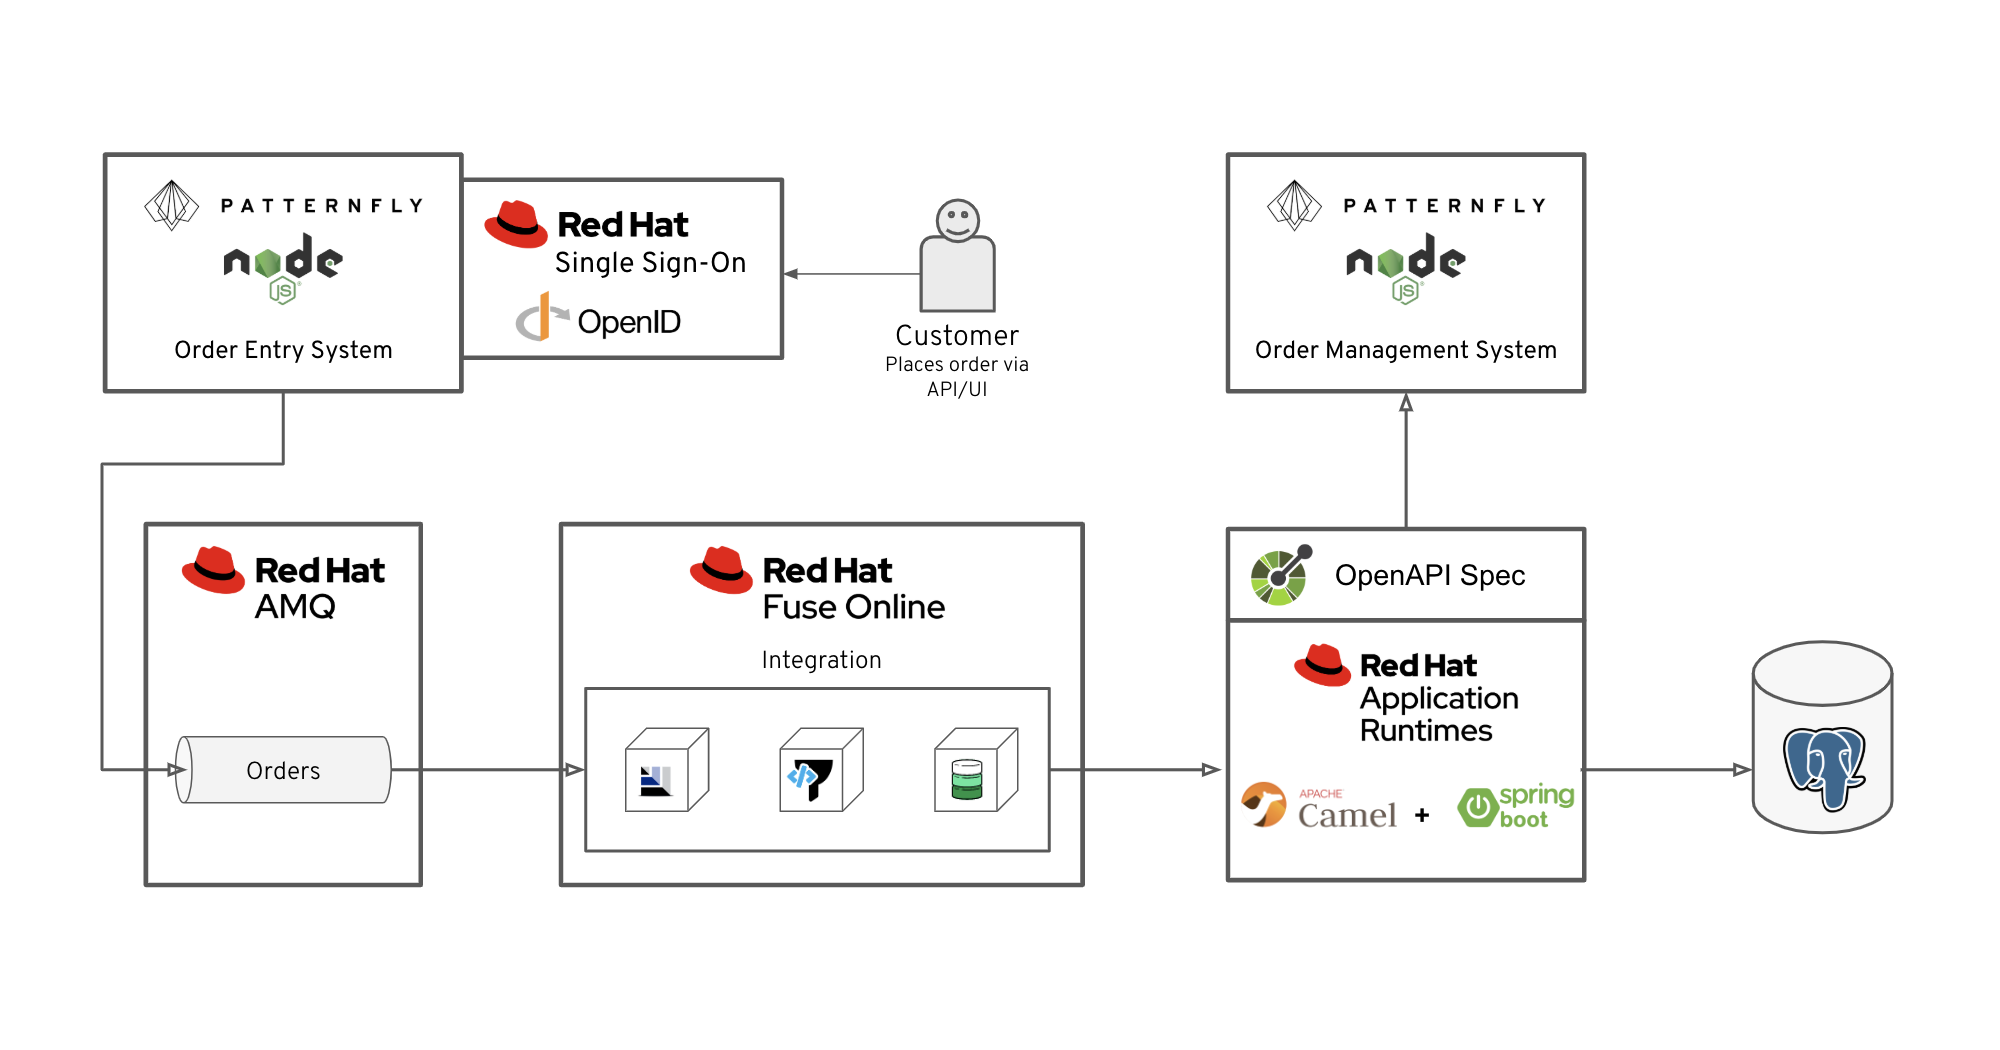 PATTERNFLY
node
JS
Order Entry System
Red Hat
Single Sign-On
OpenID
Customer
Places order via
API/UI
PATTERNFLY
node
JS
Order Management System
Red Hat
AMQ
Orders
Red Hat
Fuse Online
Integration
OpenAPI Spec
Red Hat
Application
Runtimes
APACHE
Camel
+
spring
boot